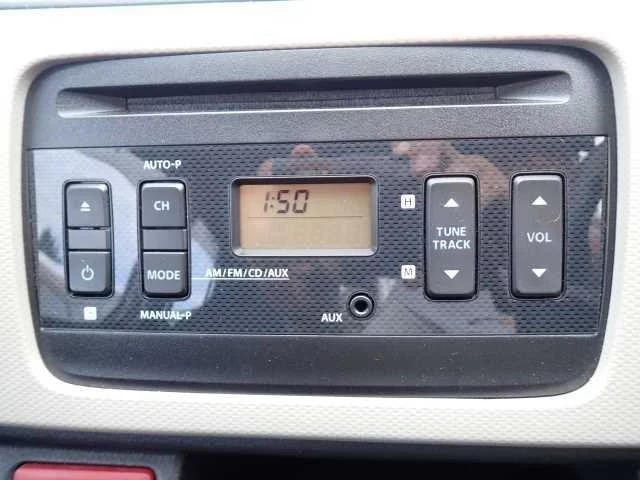 AUTO-P
CH
1:50
H
TUNE
TRACK
VOL
MODE
AM/FM/CD/AUX
M
MANUAL-P
AUX